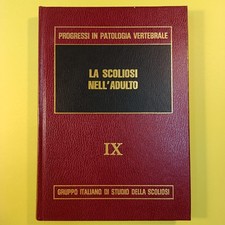 PROGRESSI IN PATOLOGIA VERTEBRALE
LA SCOLIOSI
NELL'ADULTO
IX
GRUPPO ITALIANO DI STUDIO DELLA SCOLIOSI